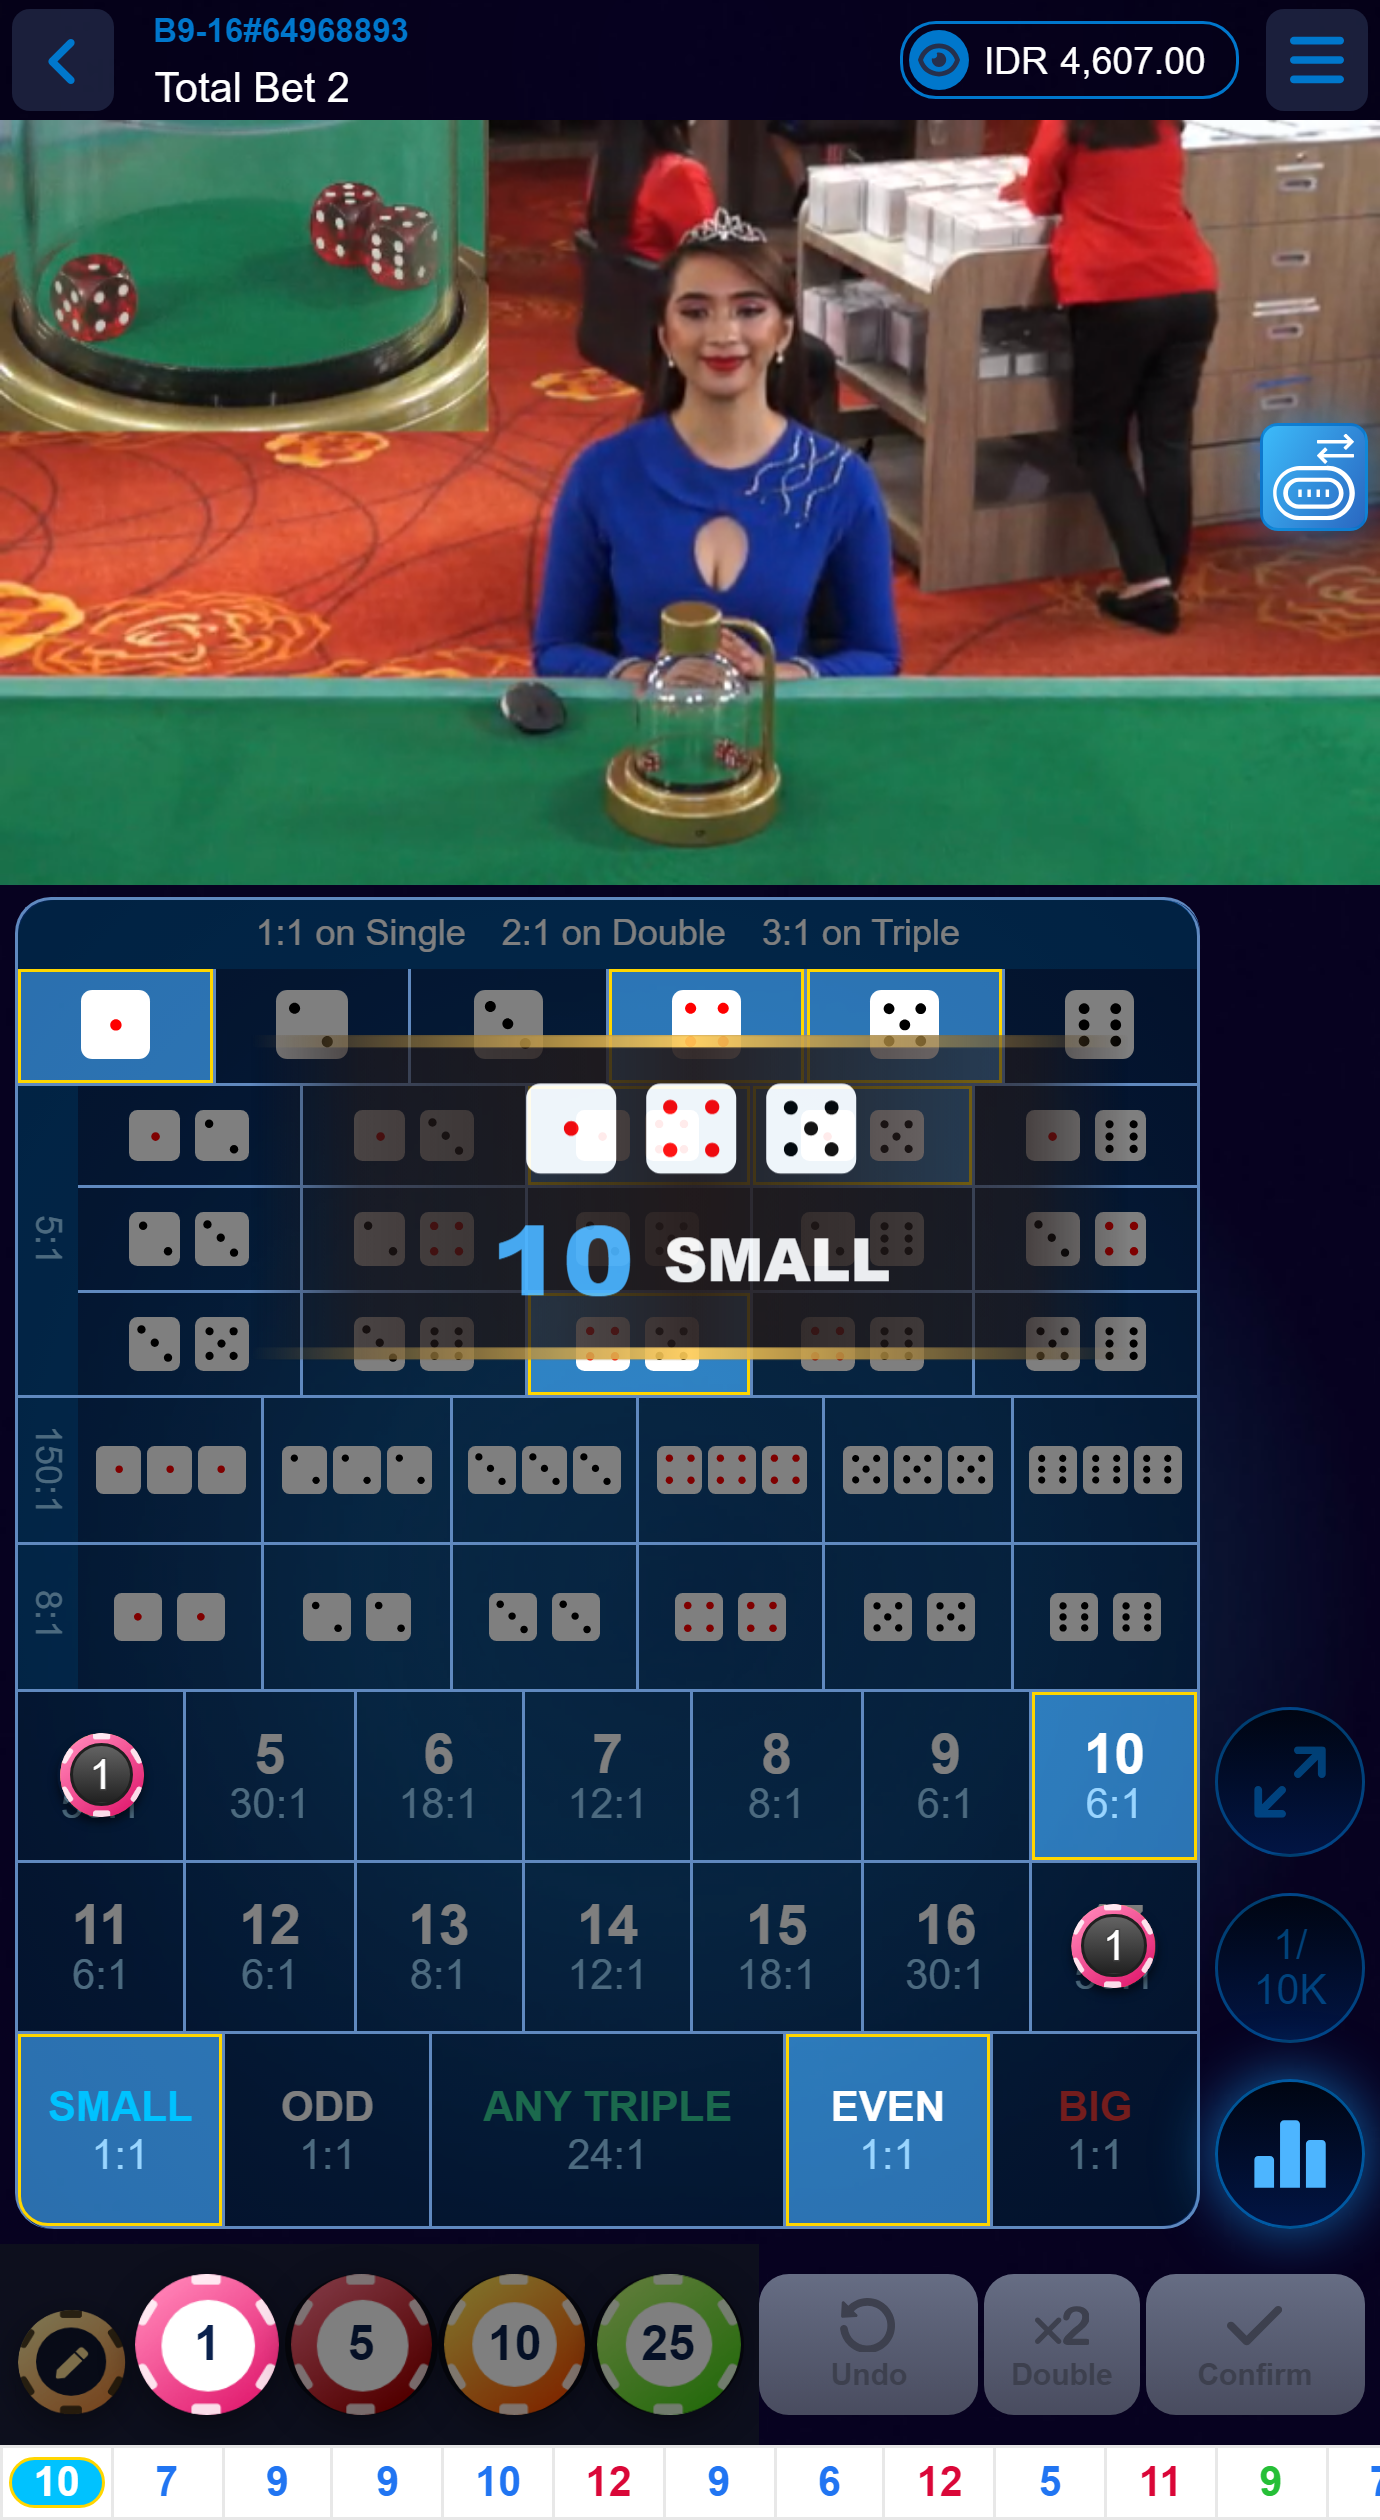 B9-16#64968893
Total Bet 2
IDR 4,607.00
1:1 on Single 2:1 on Double 3:1 on Triple
5:1
10 SMALL
150:1
8:1
1
5 30:1
6 18:1
7 12:1
8 8:1
9 6:1
10 6:1
11 6:1
12 6:1
13 8:1
14 12:1
15 18:1
16 30:1
1
1/
10K
SMALL 1:1
ODD 1:1
ANY TRIPLE 24:1
EVEN 1:1
BIG 1:1
1 5 10 25
Undo
x2
Double
Confirm
10 7 9 9 10 12 9 6 12 5 11 9